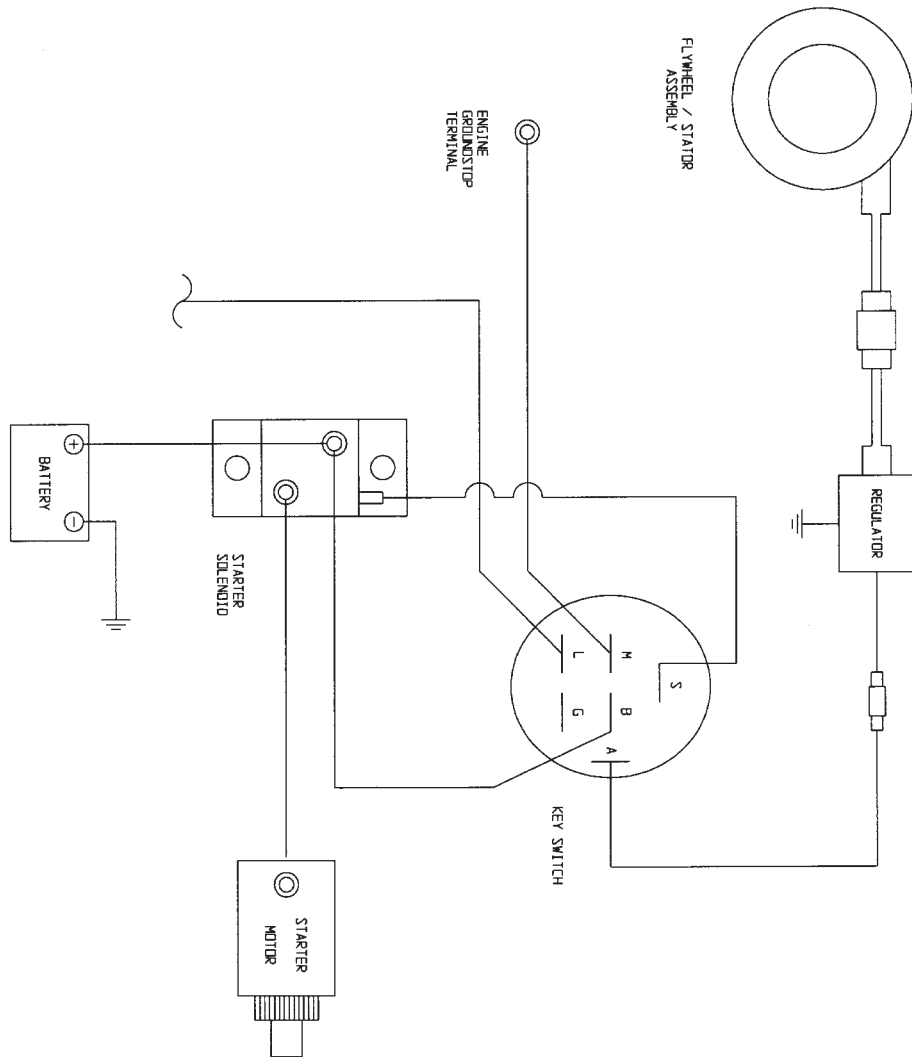 FLYWHEEL / STATOR
ASSEMBLY
ENGINE
GROUNDSTOP
TERMINAL
REGULATOR
+
BATTERY
-
STARTER
SOLENOID
M
L
S
B
G
A
KEY SWITCH
STARTER
MOTOR